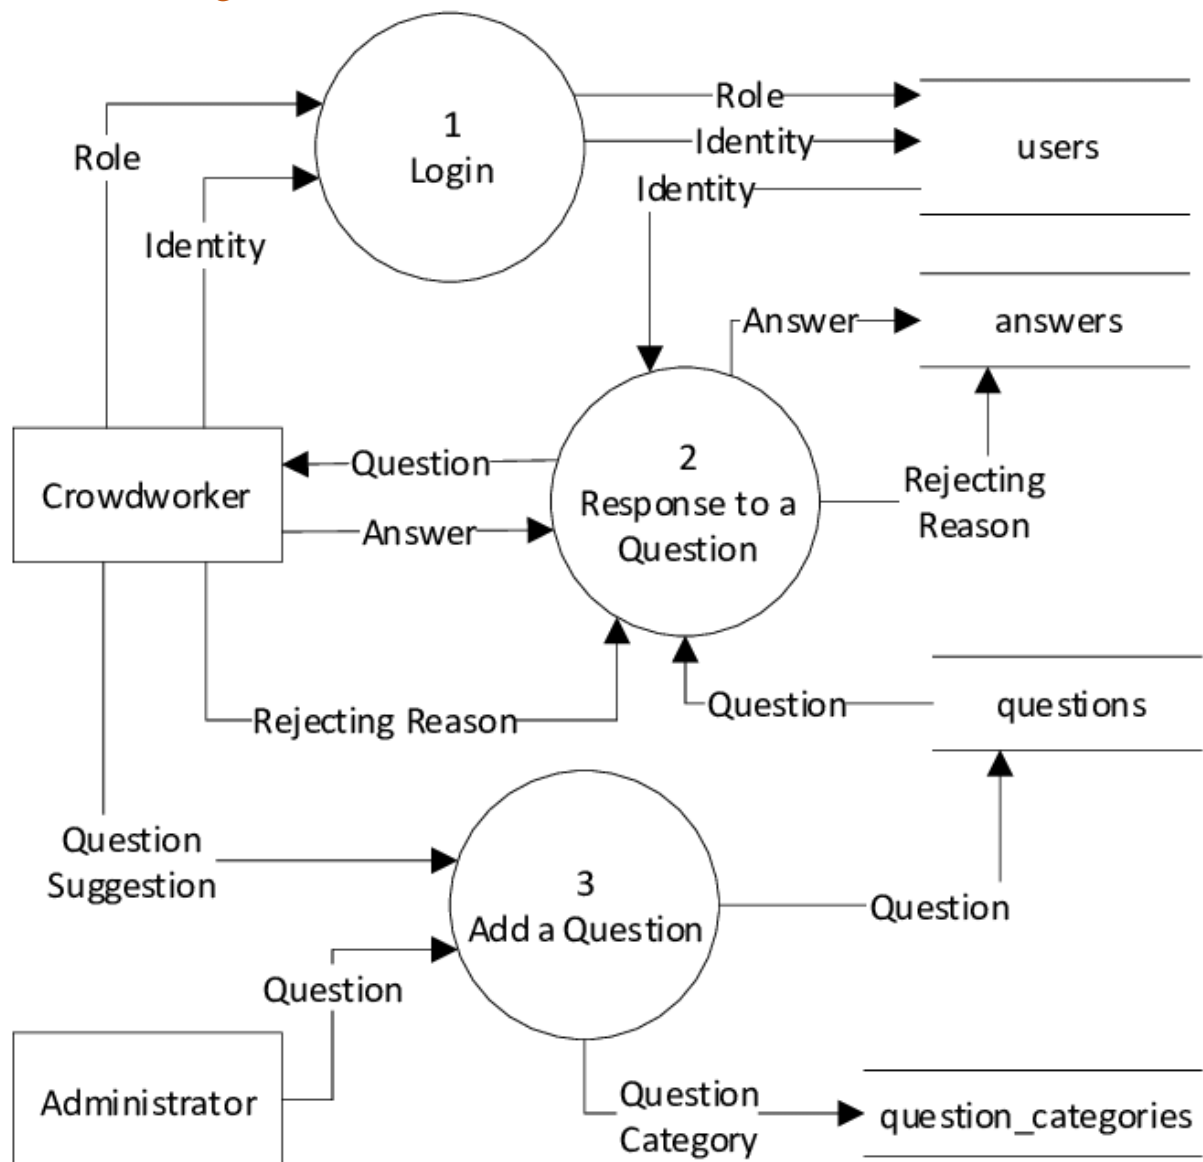 Role
Identity
1
Login
Role
Identity
Identity
users
Answer
answers
Crowdworker
Question
Answer
2
Response to a
Question
Rejecting
Reason
Rejecting Reason
Question
questions
Question
Suggestion
3
Add a Question
Question
Question
Administrator
Question
Category
question_categories